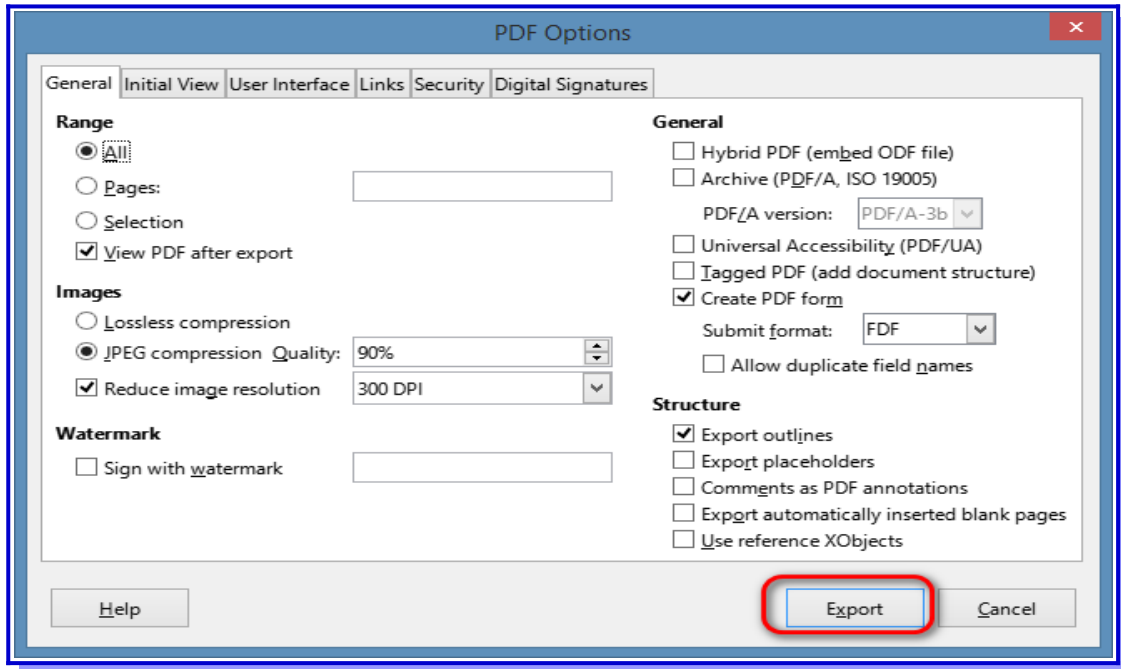 PDF Options
General Initial View User Interface Links Security Digital Signatures
Range
All
Pages:
Selection
View PDF after export
Images
Lossless compression
JPEG compression Quality: 90%
Reduce image resolution 300 DPI
Watermark
Sign with watermark
General
Hybrid PDF (embed ODF file)
Archive (PDF/A, ISO 19005)
PDF/A version: PDF/A-3b
Universal Accessibility (PDF/UA)
Tagged PDF (add document structure)
Create PDF form
Submit format: FDF
Allow duplicate field names
Structure
Export outlines
Export placeholders
Comments as PDF annotations
Export automatically inserted blank pages
Use reference XObjects
Help Export Cancel